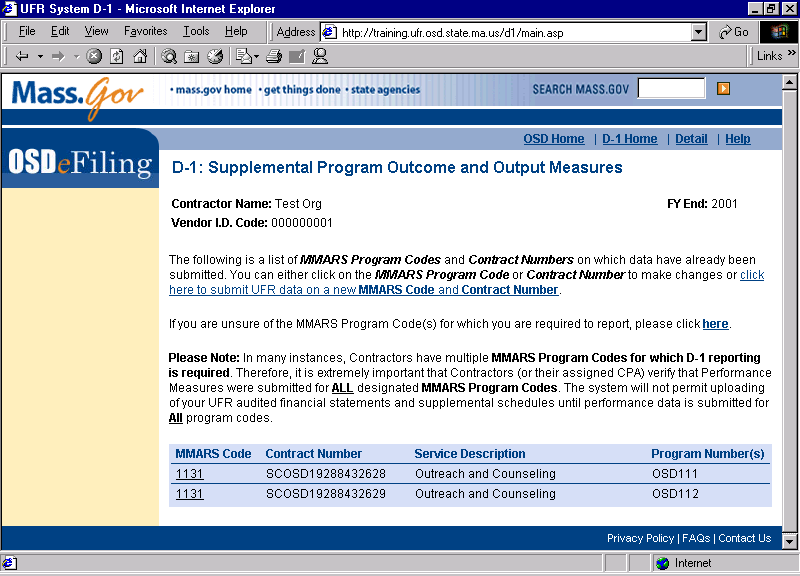 UFR System D-1 - Microsoft Internet Explorer
File Edit View Favorites Tools Help Address http://training.ufr.osd.state.ma.us/d1/main.asp Go
Links »
Mass.Gov • mass.gov home • get things done • state agencies SEARCH MASS.GOV
OSD Home | D-1 Home | Detail | Help
OSDeFiling
D-1: Supplemental Program Outcome and Output Measures
Contractor Name: Test Org FY End: 2001
Vendor I.D. Code: 000000001
The following is a list of MMARS Program Codes and Contract Numbers on which data have already been
submitted. You can either click on the MMARS Program Code or Contract Number to make changes or click
here to submit UFR data on a new MMARS Code and Contract Number.
If you are unsure of the MMARS Program Code(s) for which you are required to report, please click here.
Please Note: In many instances, Contractors have multiple MMARS Program Codes for which D-1 reporting
is required. Therefore, it is extremely important that Contractors (or their assigned CPA) verify that Performance
Measures were submitted for ALL designated MMARS Program Codes. The system will not permit uploading
of your UFR audited financial statements and supplemental schedules until performance data is submitted for
All program codes.
MMARS Code Contract Number Service Description Program Number(s)
1131 SCOSD19288432628 Outreach and Counseling OSD111
1131 SCOSD19288432629 Outreach and Counseling OSD112
Privacy Policy | FAQs | Contact Us
Internet